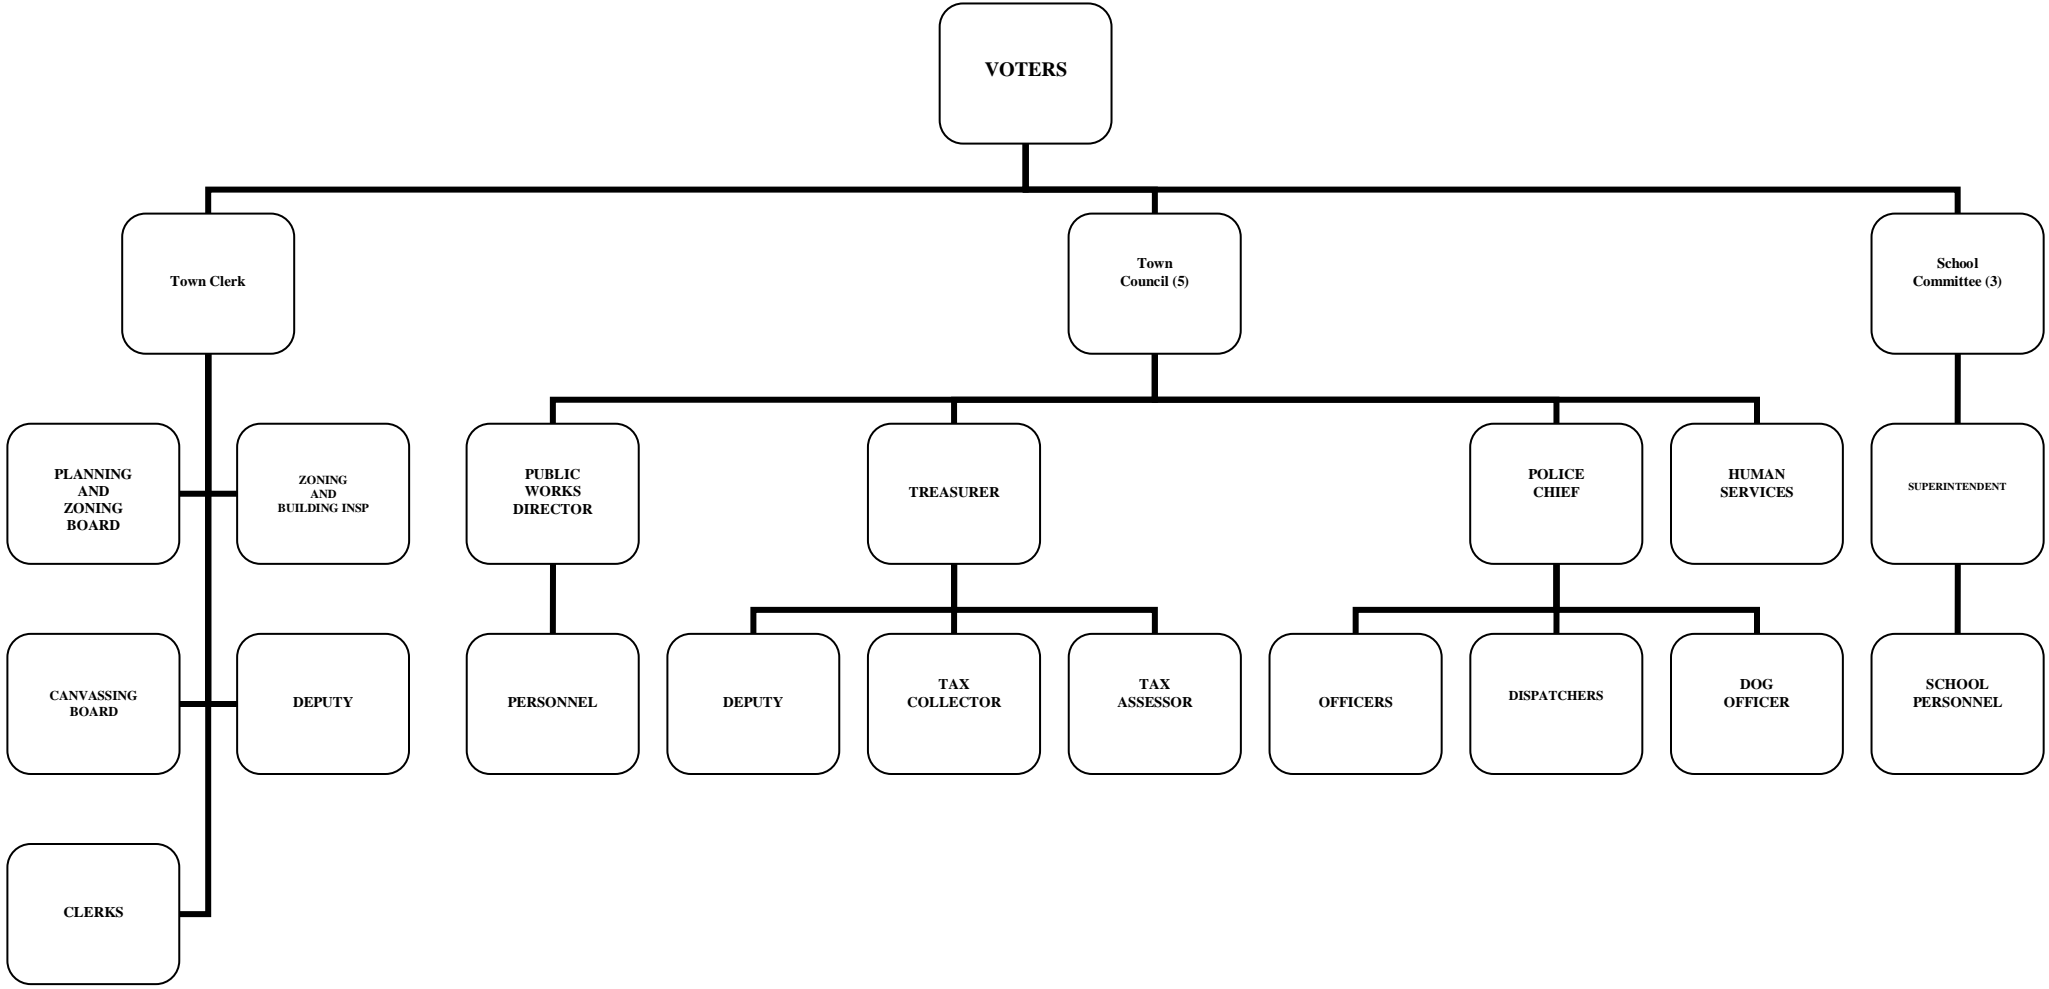 VOTERS
Town Clerk
Town
Council (5)
School
Committee (3)
PLANNING
AND
ZONING
BOARD
ZONING
AND
BUILDING INSP
PUBLIC
WORKS
DIRECTOR
TREASURER
POLICE
CHIEF
HUMAN
SERVICES
SUPERINTENDENT
CANVASSING
BOARD
DEPUTY
PERSONNEL
DEPUTY
TAX
COLLECTOR
TAX
ASSESSOR
OFFICERS
DISPATCHERS
DOG
OFFICER
SCHOOL
PERSONNEL
CLERKS